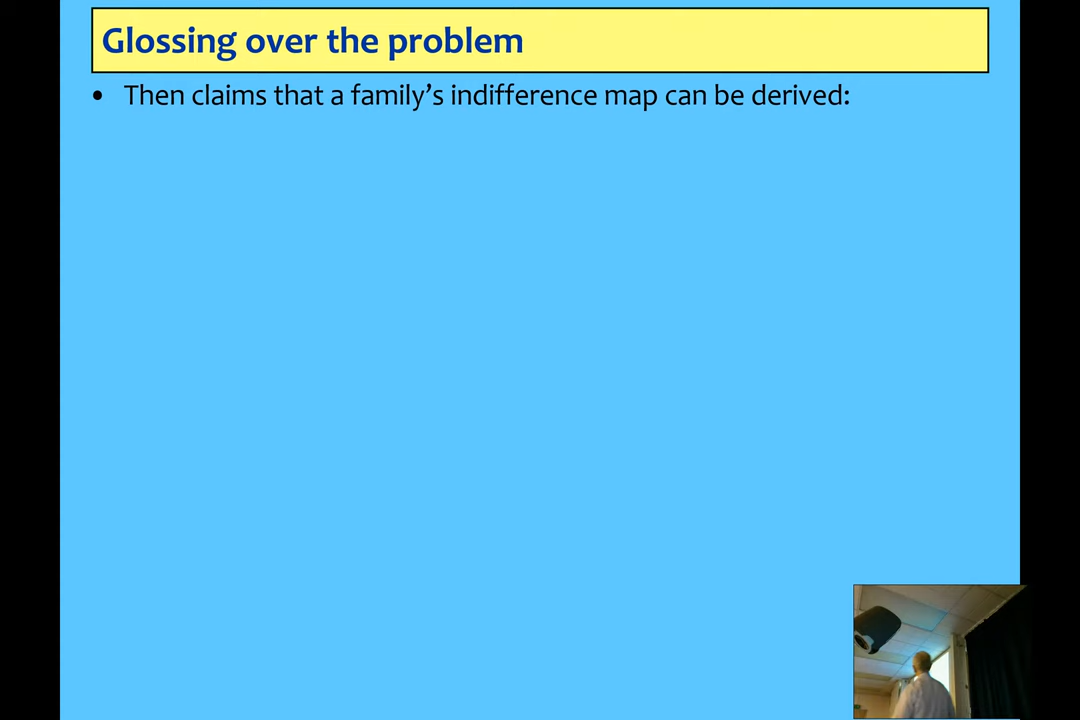 Glossing over the problem
• Then claims that a family’s indifference map can be derived: